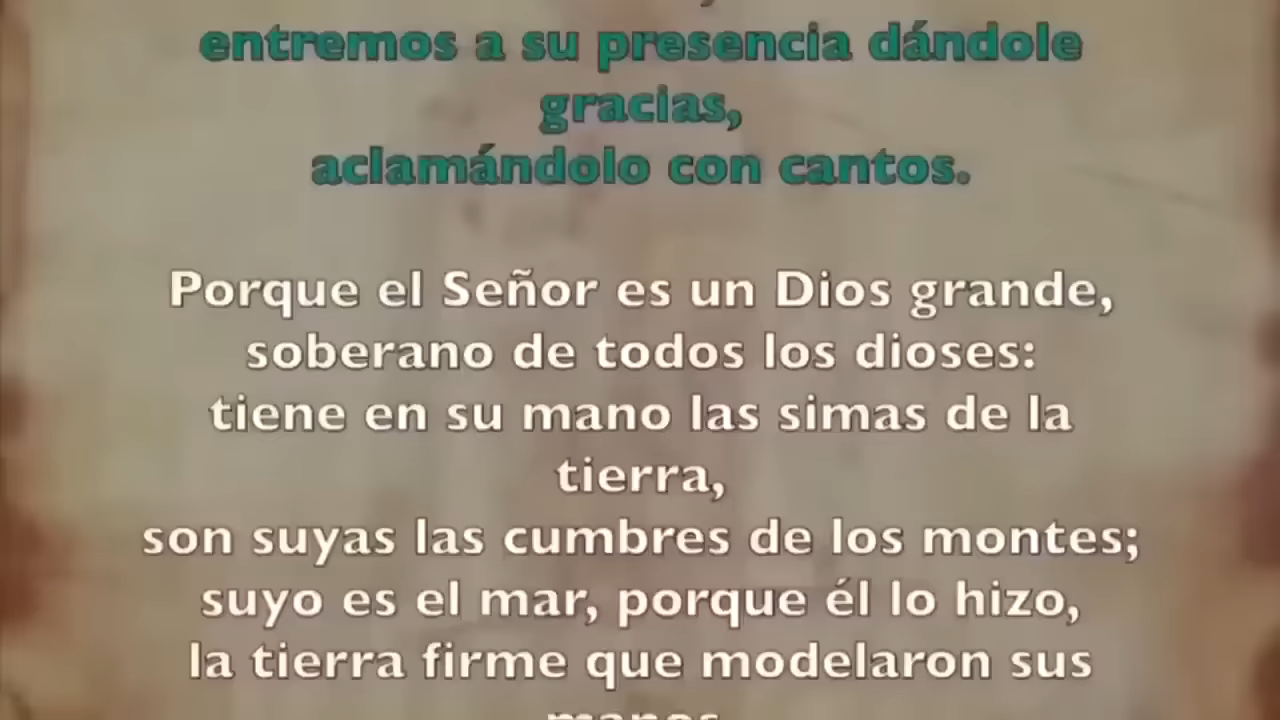 entremos a su presencia dándole
gracias,
aclamándolo con cantos.
Porque el Señor es un Dios grande,
soberano de todos los dioses:
tiene en su mano las simas de la
tierra,
son suyas las cumbres de los montes;
suyo es el mar, porque él lo hizo,
la tierra firme que modelaron sus
manos